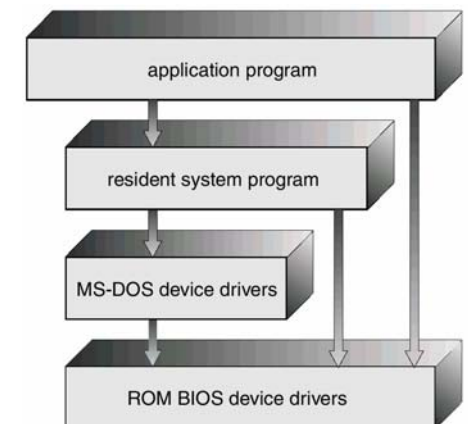 application program
resident system program
MS-DOS device drivers
ROM BIOS device drivers